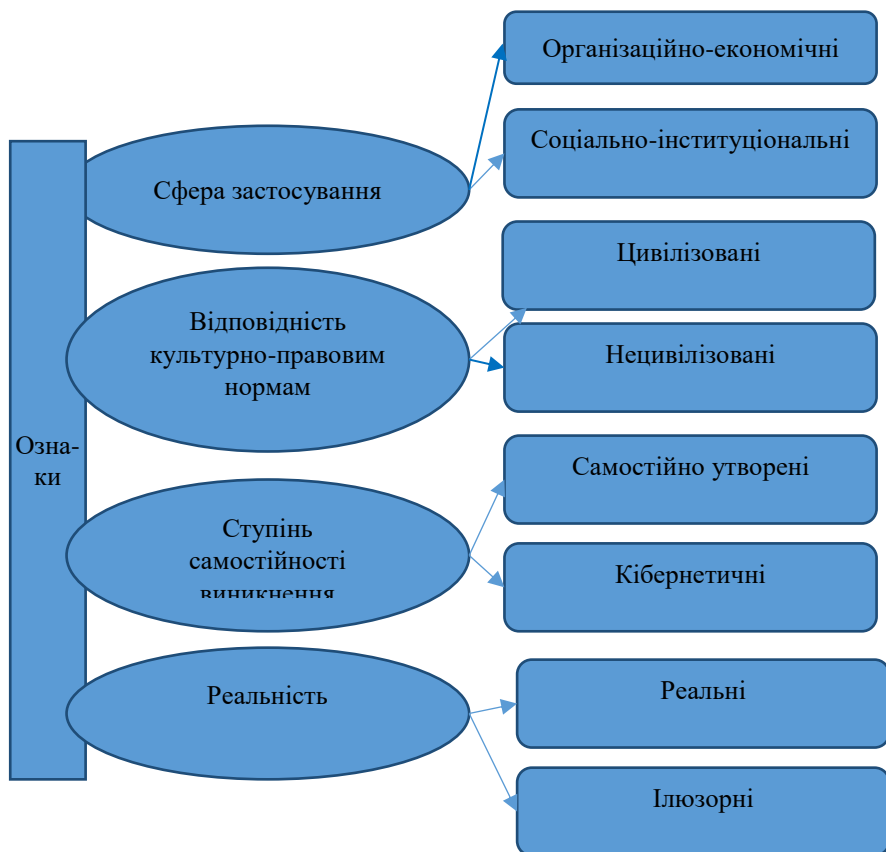 Озна-
ки
Сфера застосування
Організаційно-економічні
Соціально-інституціональні
Відповідність
культурно-правовим
нормам
Цивілізовані
Нецивілізовані
Ступінь
самостійності
виникнення
Самостійно утворені
Кібернетичні
Реальність
Реальні
Ілюзорні